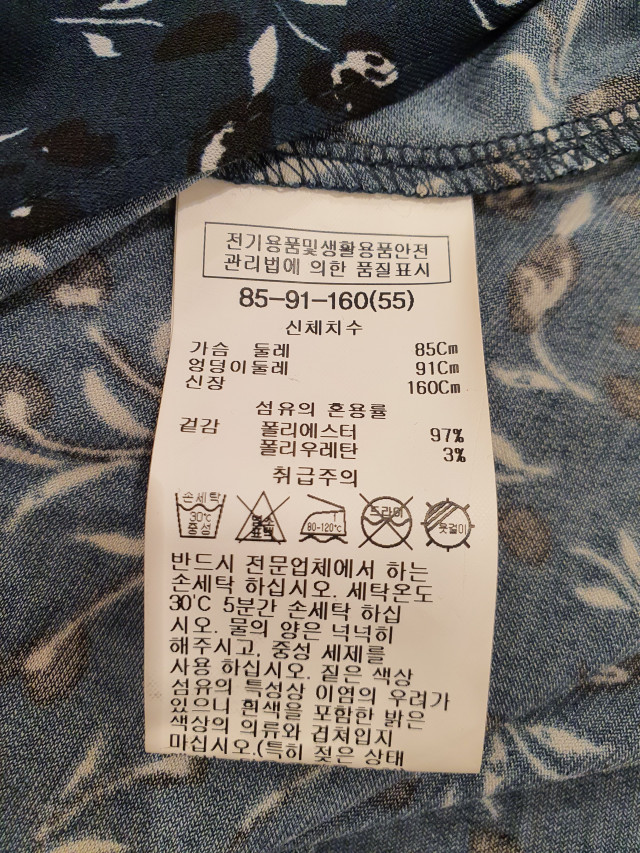 전기용품및생활용품안전
관리법에 의한 품질표시
85-91-160(55)
신체치수
가슴 둘레 85Cm
엉덩이둘레 91Cm
신장 160Cm
섬유의 혼용률
겉감 폴리에스터 97%
폴리우레탄 3%
취급주의
손세탁 30℃ 중성
염소 표백
80-120℃
드라이
옷걸이
반드시 전문업체에서 하는
손세탁 하십시오. 세탁온도
30℃ 5분간 손세탁 하십
시오. 물의 양은 넉넉히
해주시고, 중성 세제를
사용 하십시오. 짙은 색상
섬유의 특성상 이염의 우려가
있으니 흰색을 포함한 밝은
색상의 의류와 겹쳐입지
마십시오.(특히 젖은 상태